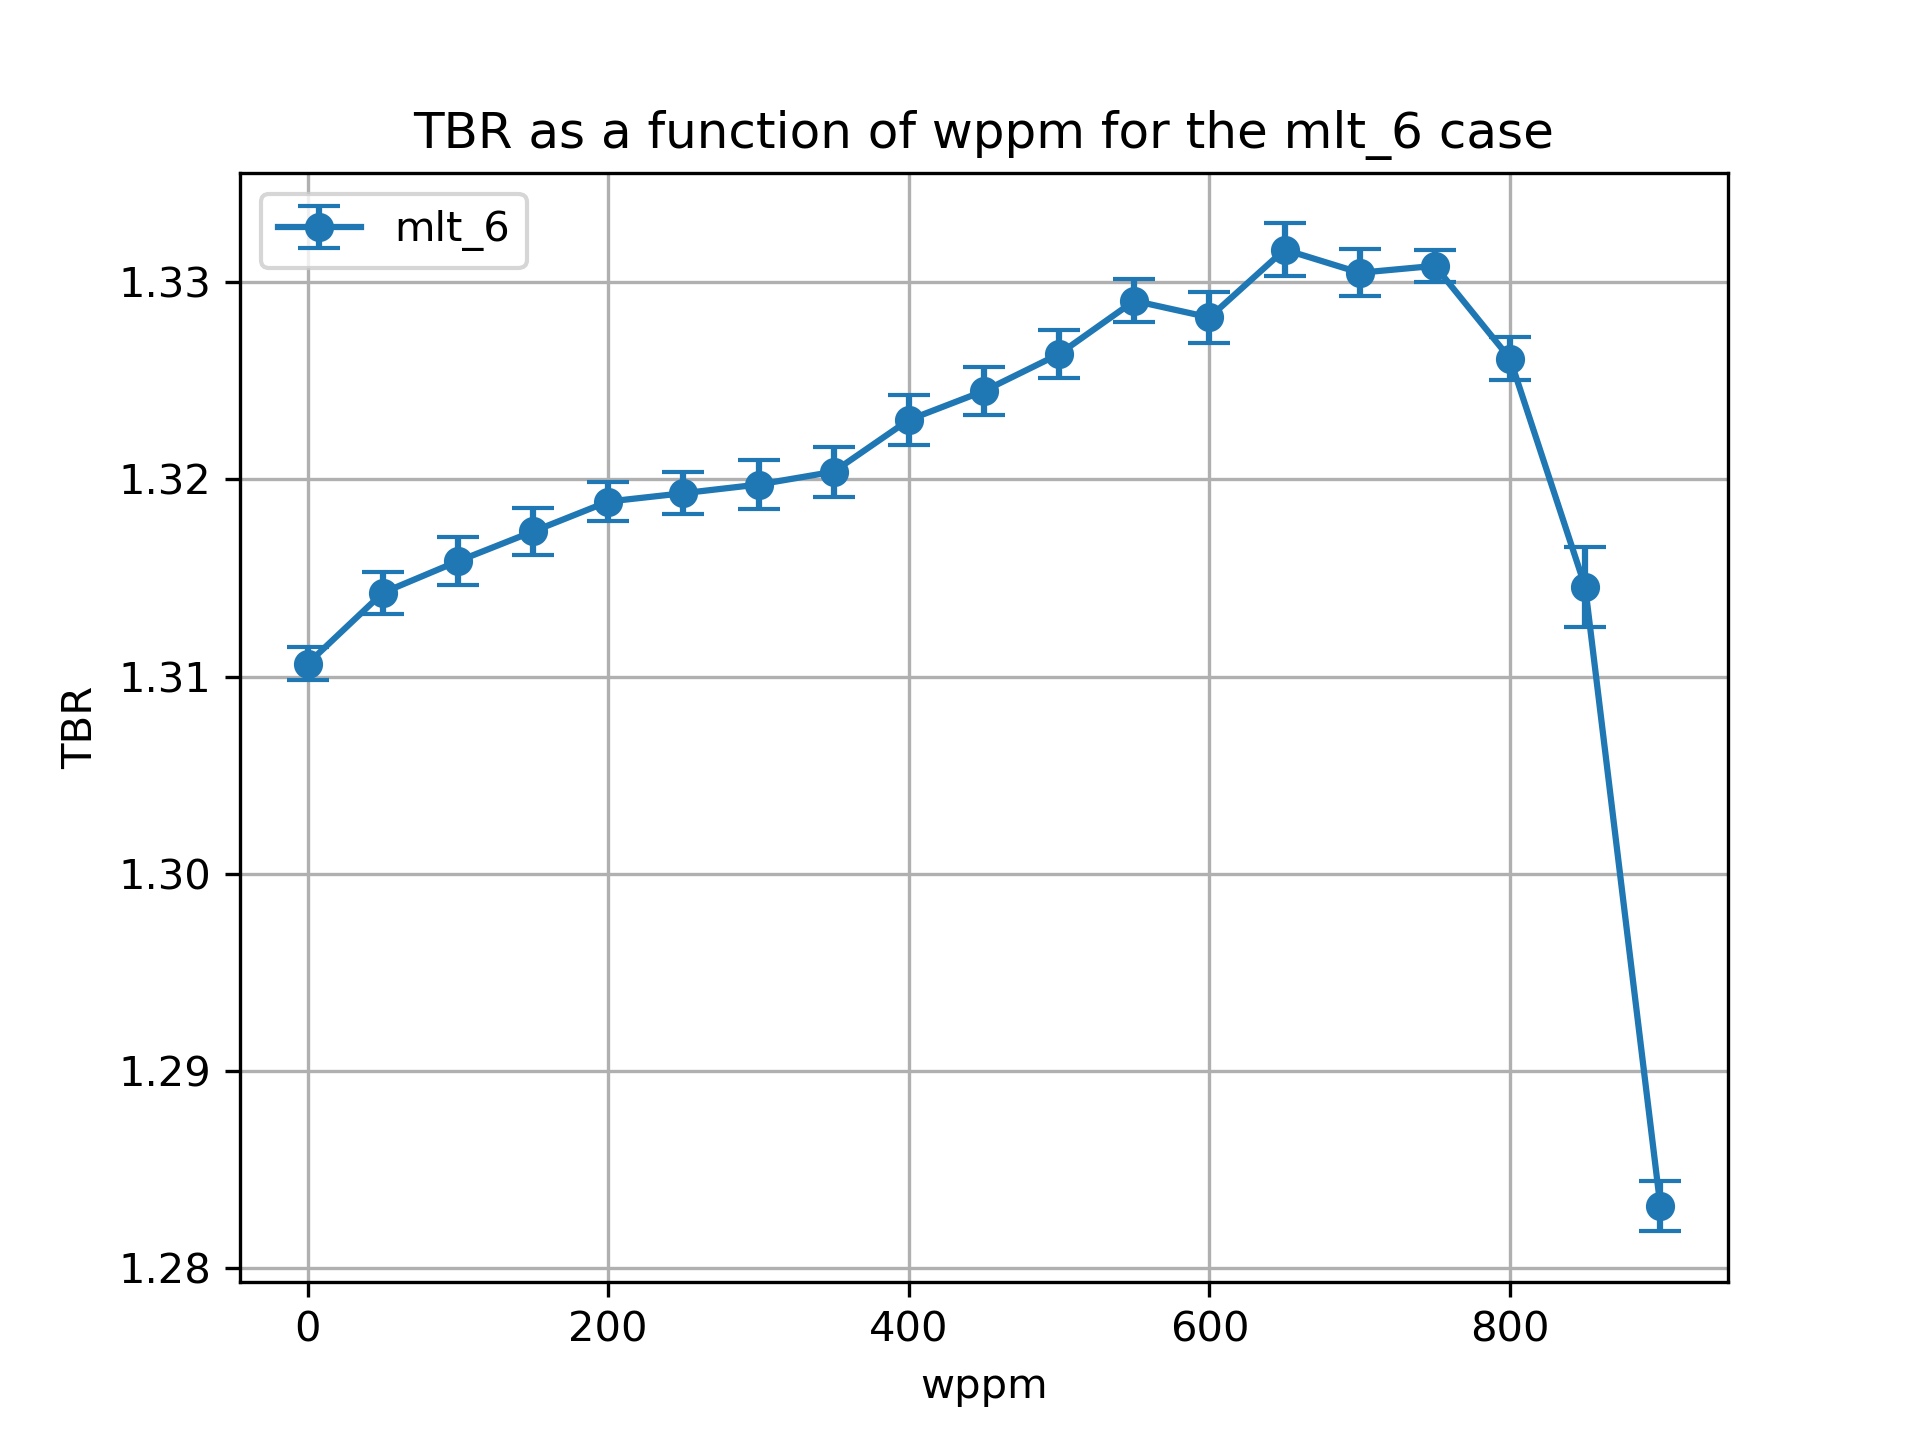 TBR as a function of wppm for the mlt_6 case
mlt_6
1.33
1.32
1.31
1.30
1.29
1.28
TBR
0 200 400 600 800
wppm